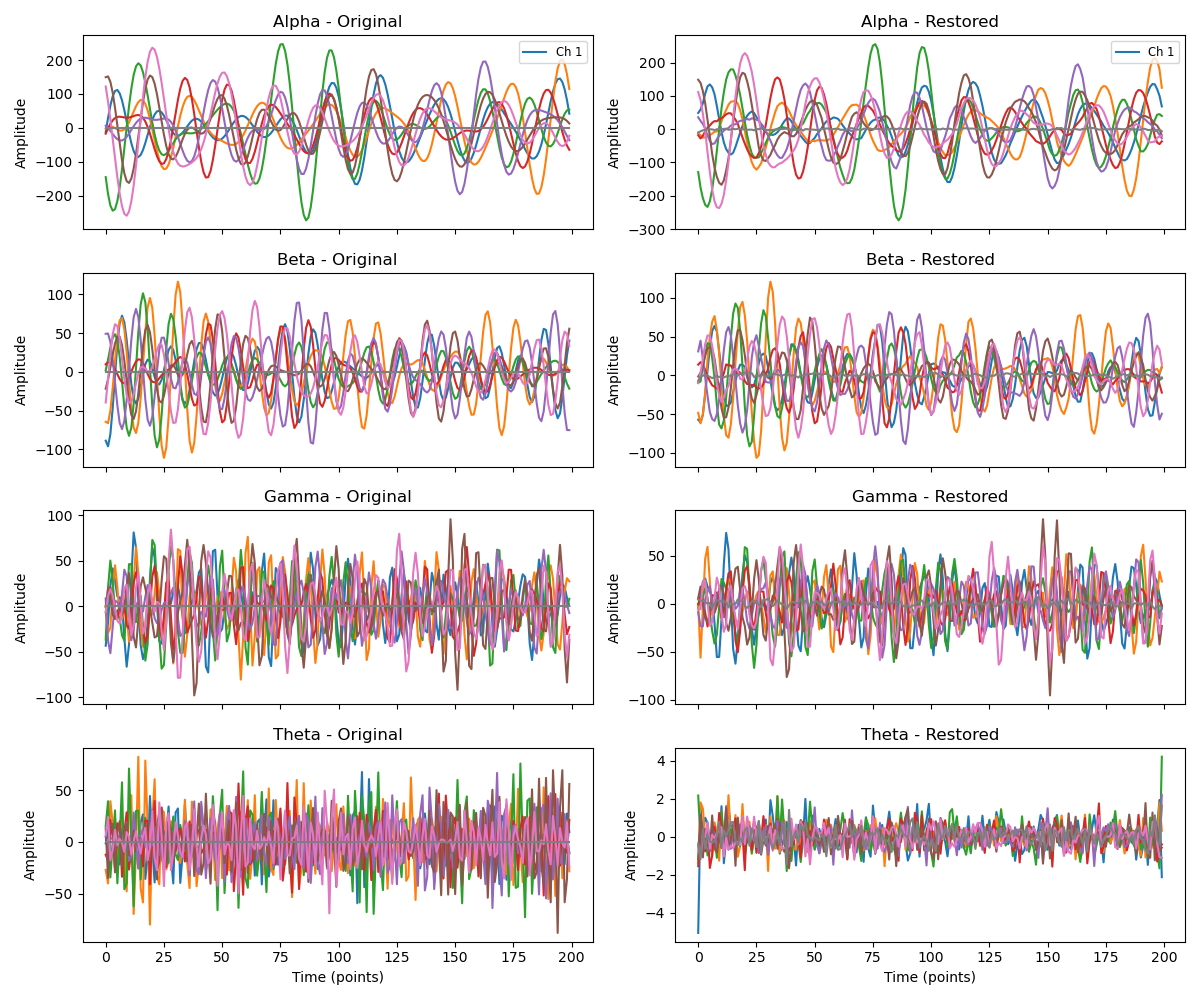 Alpha - Original
Alpha - Restored
Amplitude
200
100
0
−100
−200
Ch 1
Amplitude
200
100
0
−100
−200
−300
Ch 1
Beta - Original
Beta - Restored
Amplitude
100
50
0
−50
−100
Amplitude
100
50
0
−50
−100
Gamma - Original
Gamma - Restored
Amplitude
100
50
0
−50
−100
Amplitude
50
0
−50
−100
Theta - Original
Theta - Restored
Amplitude
50
0
−50
Amplitude
4
2
0
−2
−4
0 25 50 75 100 125 150 175 200
0 25 50 75 100 125 150 175 200
Time (points)
Time (points)